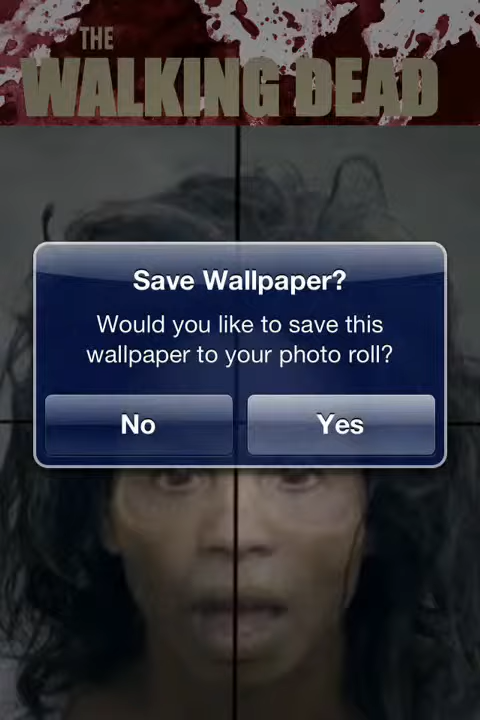 THE
WALKING DEAD
Save Wallpaper?
Would you like to save this
wallpaper to your photo roll?
No
Yes